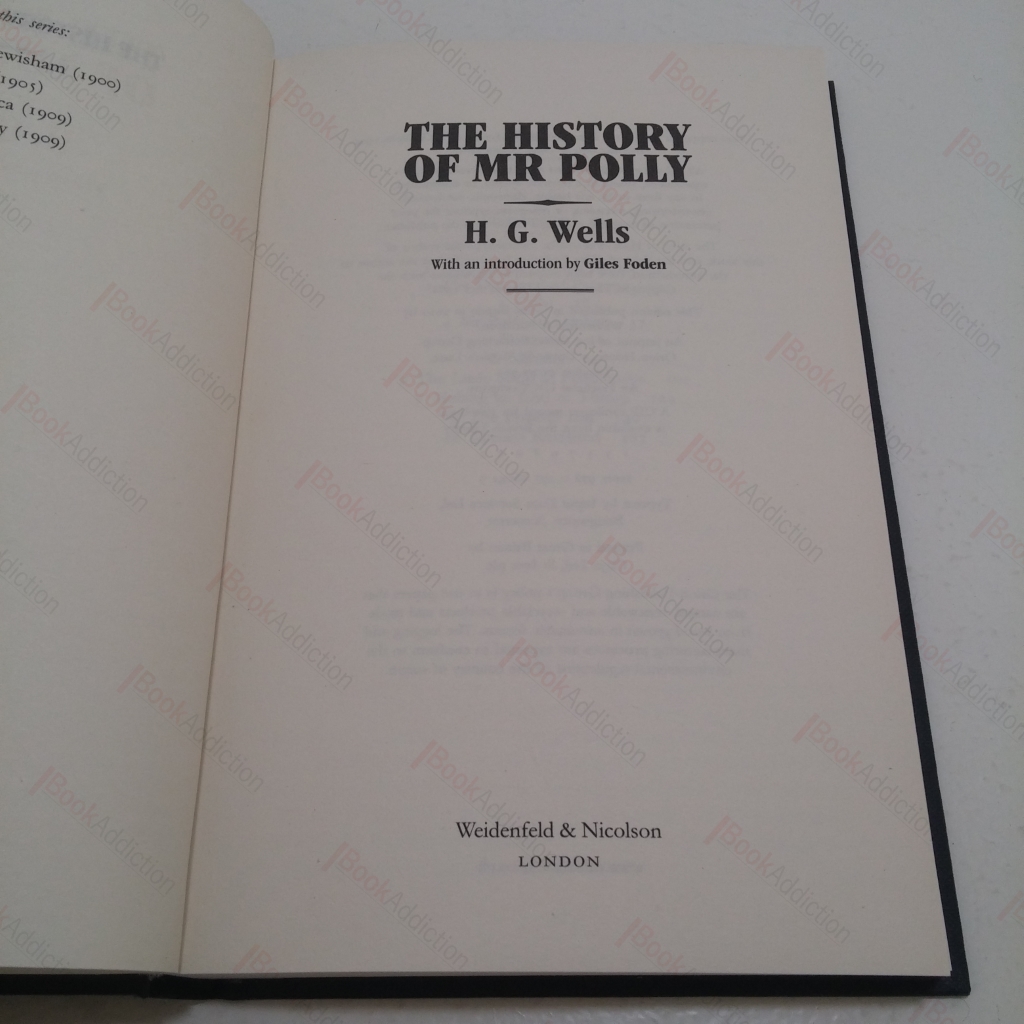 this series:
ewisham (1900)
1905)
ca (1909)
y (1909)
THE HISTORY
OF MR POLLY
H. G. Wells
With an introduction by Giles Foden
Weidenfeld & Nicolson
LONDON
BookAddiction